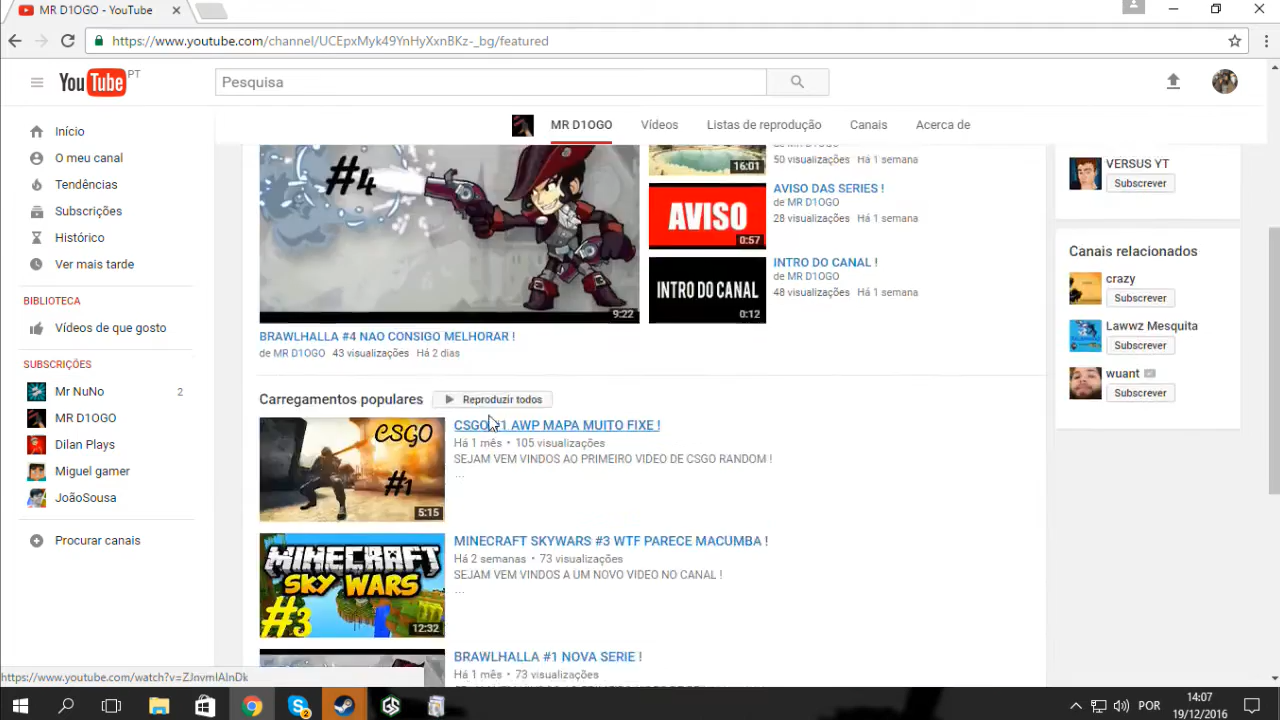 MR D1OGO - YouTube
https://www.youtube.com/channel/UCEpxMyk49YnHyXxnBKz-_bg/featured
YouTube PT
Pesquisa
MR D1OGO
Vídeos
Listas de reprodução
Canais
Acerca de
Início
O meu canal
Tendências
Subscrições
Histórico
Ver mais tarde
BIBLIOTECA
Vídeos de que gosto
SUBSCRIÇÕES
Mr NuNo 2
MR D1OGO
Dilan Plays
Miguel gamer
JoãoSousa
Procurar canais
#4
9:22
BRAWLHALLA #4 NAO CONSIGO MELHORAR !
de MR D1OGO 43 visualizações Há 2 dias
16:01
50 visualizações Há 1 semana
AVISO
0:57
AVISO DAS SERIES !
de MR D1OGO
28 visualizações Há 1 semana
INTRO DO CANAL
0:12
INTRO DO CANAL !
de MR D1OGO
48 visualizações Há 1 semana
Carregamentos populares
Reproduzir todos
CSGO
#1
5:15
CSGO #1 AWP MAPA MUITO FIXE !
Há 1 mês • 105 visualizações
SEJAM VEM VINDOS AO PRIMEIRO VIDEO DE CSGO RANDOM !
...
MINECRAFT
SKY WARS
#3
12:32
MINECRAFT SKYWARS #3 WTF PARECE MACUMBA !
Há 2 semanas • 73 visualizações
SEJAM VEM VINDOS A UM NOVO VIDEO NO CANAL !
...
BRAWLHALLA #1 NOVA SERIE !
Há 1 mês • 73 visualizações
VERSUS YT
Subscrever
Canais relacionados
crazy
Subscrever
Lawwz Mesquita
Subscrever
wuant
Subscrever
2
POR
14:07
19/12/2016